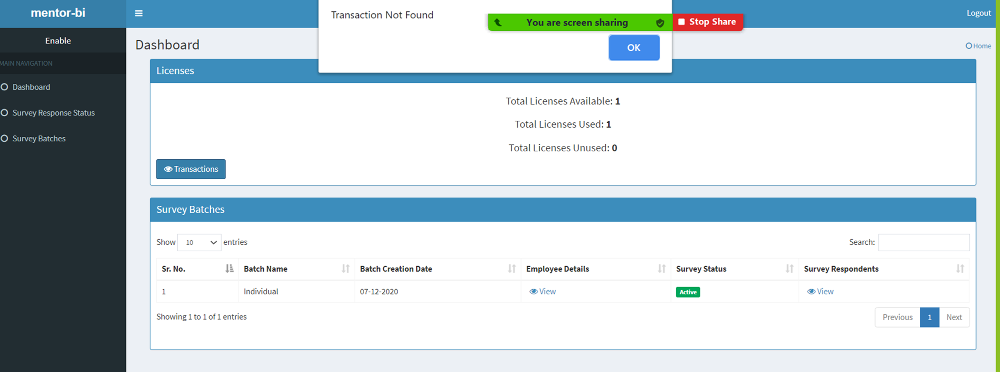 mentor-bi
Transaction Not Found
You are screen sharing
Stop Share
Logout
Enable
OK
Dashboard
Home
MAIN NAVIGATION
Licenses
Dashboard
Survey Response Status
Survey Batches
Total Licenses Available: 1
Total Licenses Used: 1
Total Licenses Unused: 0
Transactions
Survey Batches
Show 10 entries
Search:
Sr. No. Batch Name Batch Creation Date Employee Details Survey Status Survey Respondents
1 Individual 07-12-2020 View Active View
Showing 1 to 1 of 1 entries
Previous 1 Next